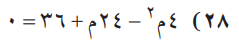 ٢٨) ٤م٢ − ٢٤م + ٣٦ = ٠